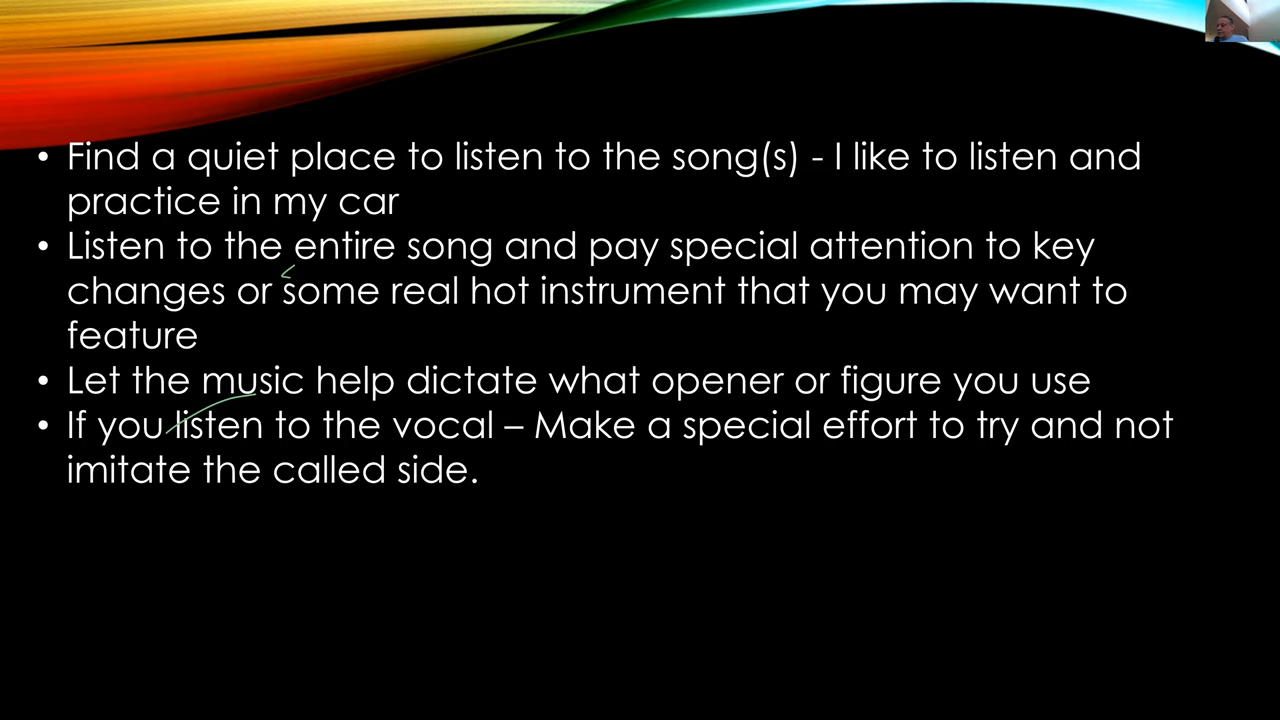 • Find a quiet place to listen to the song(s) - I like to listen and
practice in my car
• Listen to the entire song and pay special attention to key
changes or some real hot instrument that you may want to
feature
• Let the music help dictate what opener or figure you use
• If you listen to the vocal – Make a special effort to try and not
imitate the called side.